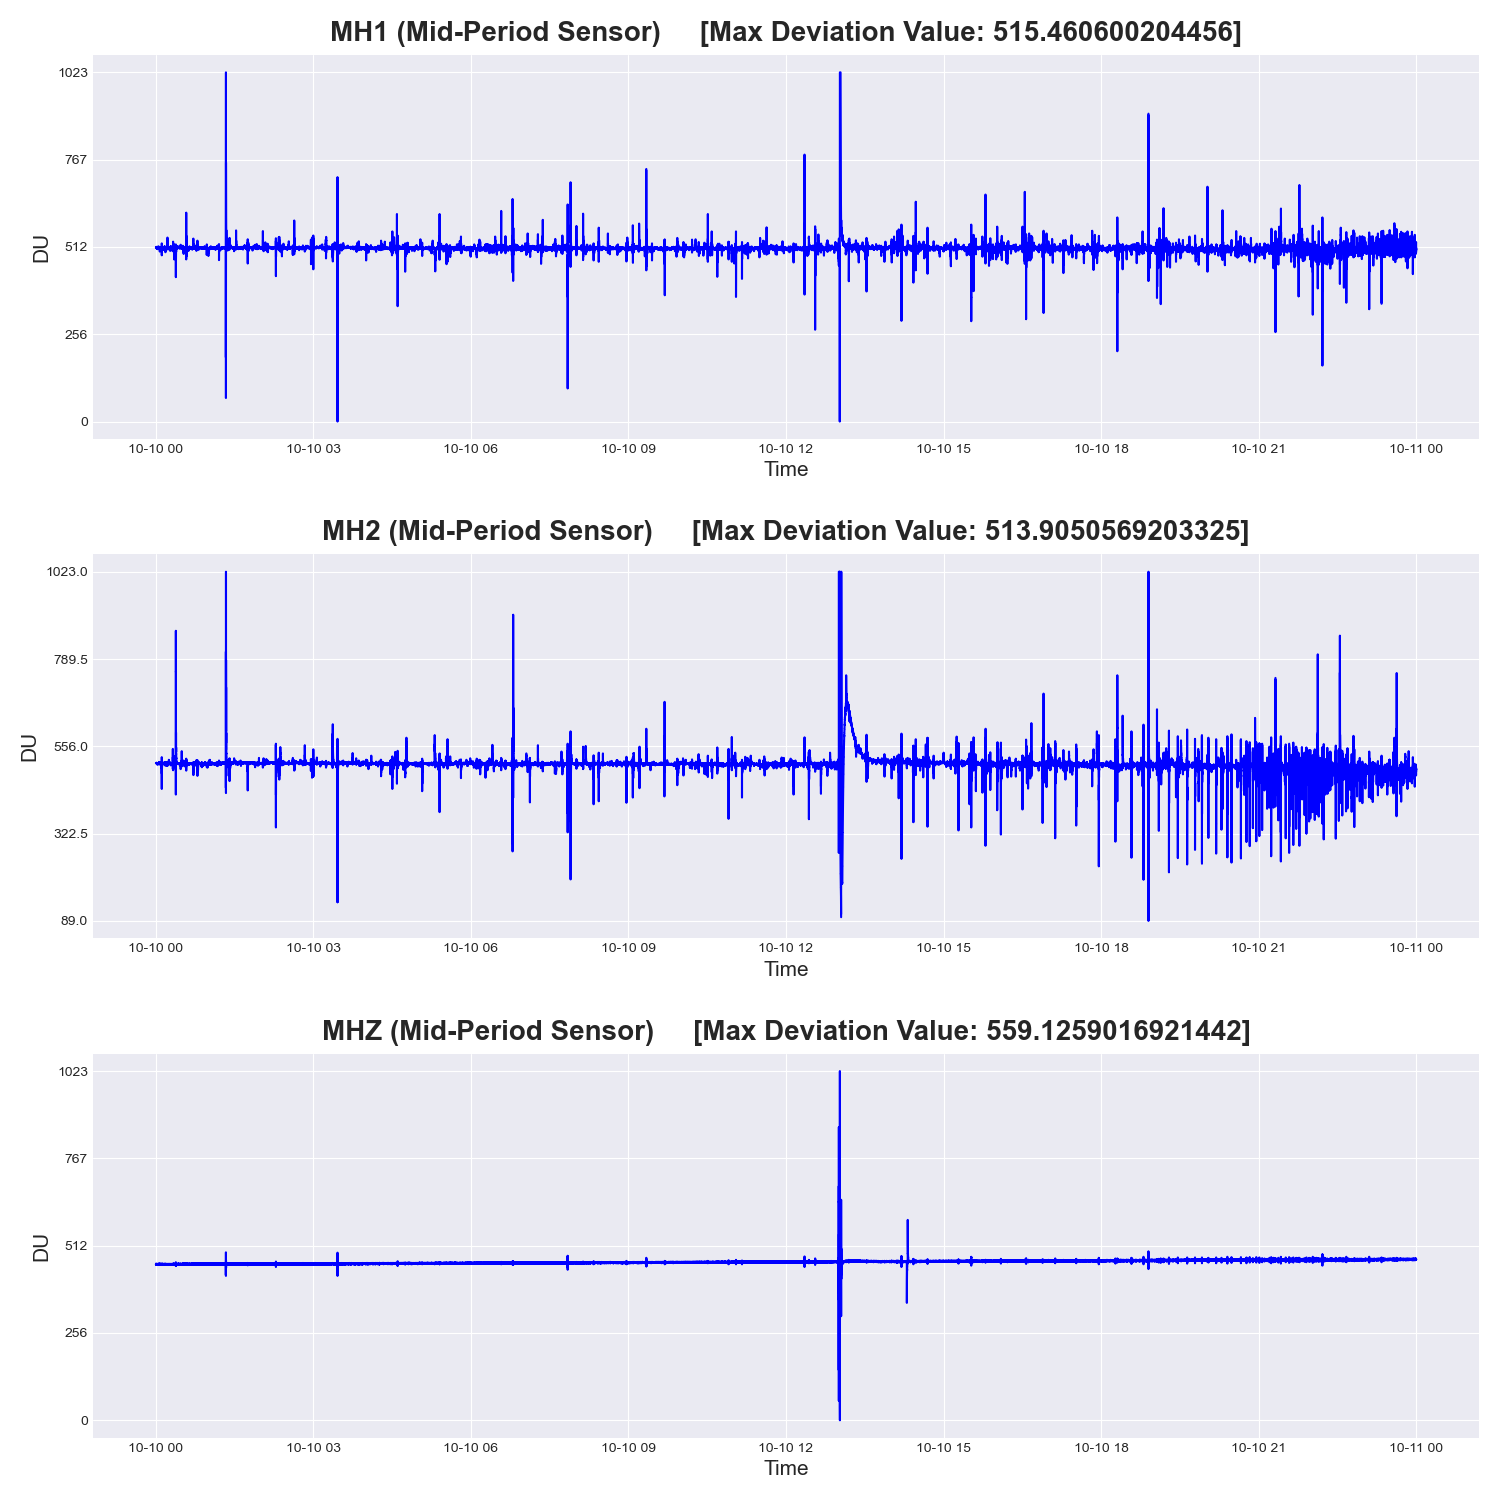 MH1 (Mid-Period Sensor) [Max Deviation Value: 515.460600204456]
1023
767
512
256
0
DU
10-10 00 10-10 03 10-10 06 10-10 09 10-10 12 10-10 15 10-10 18 10-10 21 10-11 00
Time
MH2 (Mid-Period Sensor) [Max Deviation Value: 513.9050569203325]
1023.0
789.5
556.0
322.5
89.0
DU
10-10 00 10-10 03 10-10 06 10-10 09 10-10 12 10-10 15 10-10 18 10-10 21 10-11 00
Time
MHZ (Mid-Period Sensor) [Max Deviation Value: 559.1259016921442]
1023
767
512
256
0
DU
10-10 00 10-10 03 10-10 06 10-10 09 10-10 12 10-10 15 10-10 18 10-10 21 10-11 00
Time